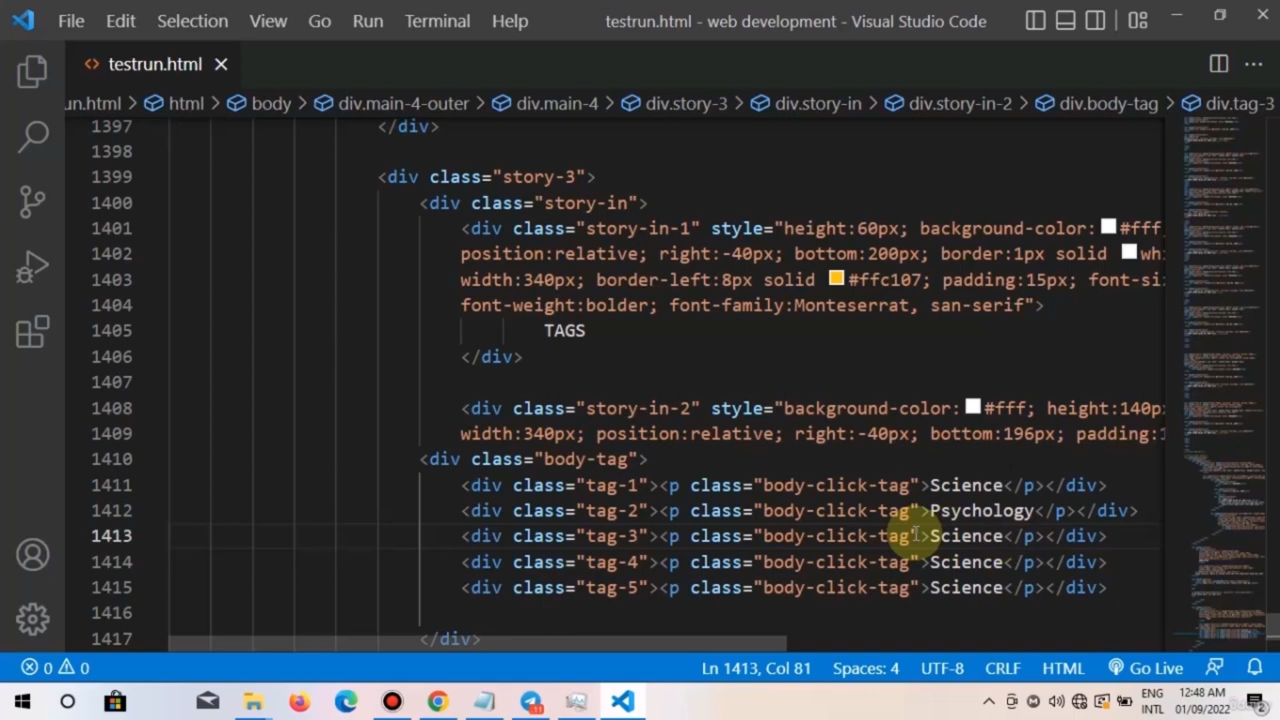 File Edit Selection View Go Run Terminal Help testrun.html - web development - Visual Studio Code
testrun.html
un.html > html > body > div.main-4-outer > div.main-4 > div.story-3 > div.story-in > div.story-in-2 > div.body-tag > div.tag-3
1397 </div>
1398
1399 <div class="story-3">
1400 <div class="story-in">
1401 <div class="story-in-1" style="height:60px; background-color:#fff
1402 position:relative; right:-40px; bottom:200px; border:1px solid wh
1403 width:340px; border-left:8px solid #ffc107; padding:15px; font-si
1404 font-weight:bolder; font-family:Monteserrat, san-serif">
1405 TAGS
1406 </div>
1407
1408 <div class="story-in-2" style="background-color:#fff; height:140p
1409 width:340px; position:relative; right:-40px; bottom:196px; padding:1
1410 <div class="body-tag">
1411 <div class="tag-1"><p class="body-click-tag">Science</p></div>
1412 <div class="tag-2"><p class="body-click-tag">Psychology</p></div>
1413 <div class="tag-3"><p class="body-click-tag">Science</p></div>
1414 <div class="tag-4"><p class="body-click-tag">Science</p></div>
1415 <div class="tag-5"><p class="body-click-tag">Science</p></div>
1416
1417 </div>
0 0 Ln 1413, Col 81 Spaces: 4 UTF-8 CRLF HTML Go Live
ENG 12:48 AM
INTL 01/09/2022